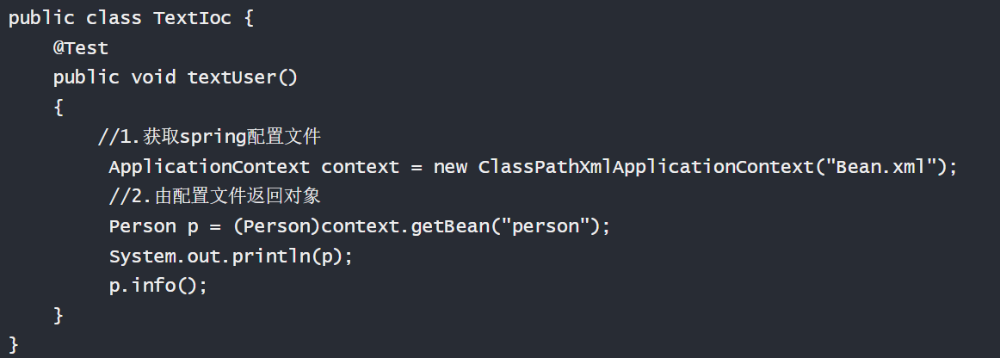 public class TextIoc {
@Test
public void textUser()
{
//1.获取spring配置文件
ApplicationContext context = new ClassPathXmlApplicationContext("Bean.xml");
//2.由配置文件返回对象
Person p = (Person)context.getBean("person");
System.out.println(p);
p.info();
}
}